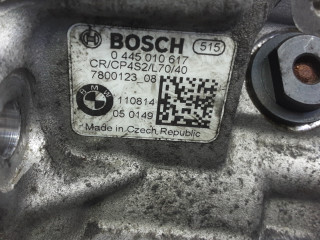 BOSCH 515
0 445 010 617
CR/CP4S2/L70/40
7800123 08
BMW 110814
05 0149
Made in Czech Republic